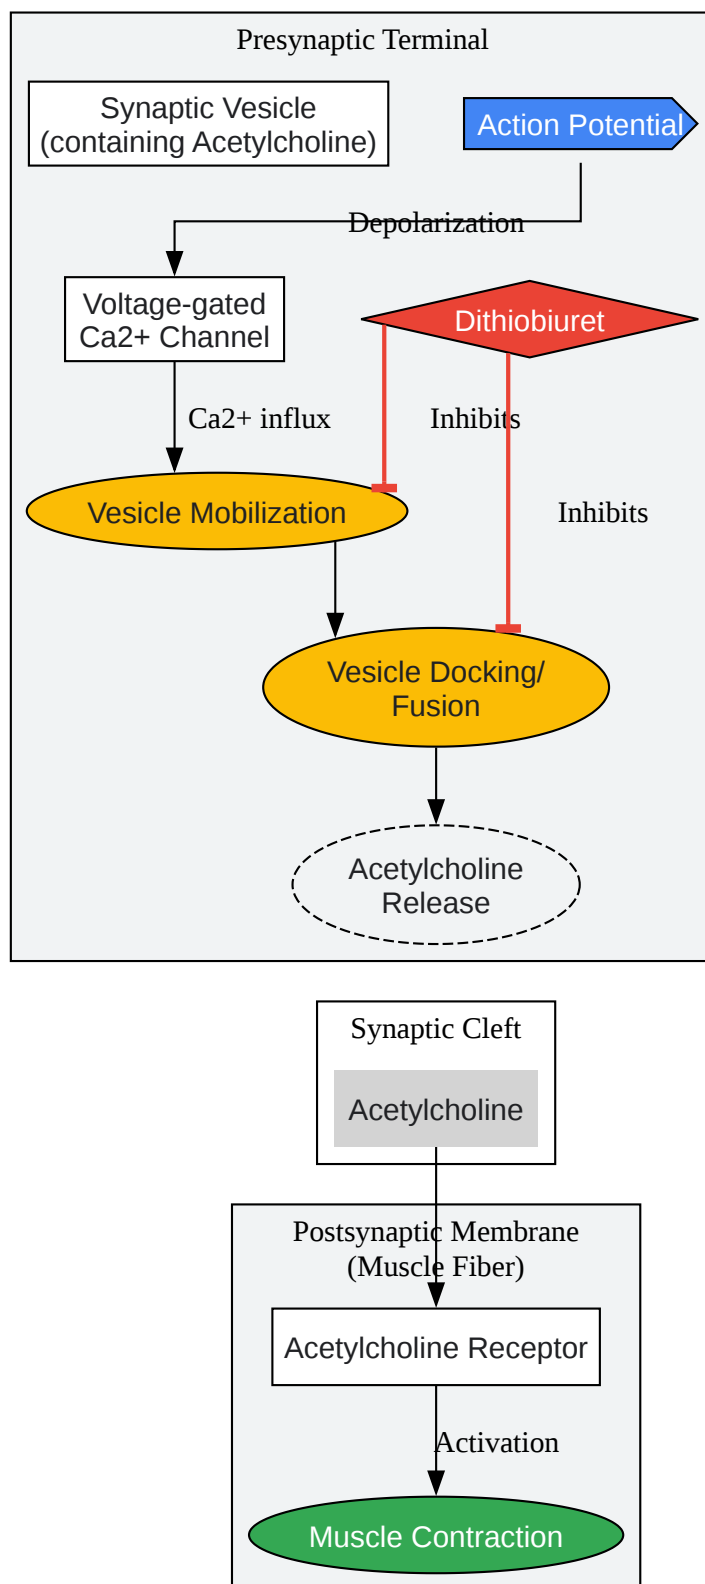 Presynaptic Terminal
Synaptic Vesicle
(containing Acetylcholine)
Action Potential
Depolarization
Voltage-gated
Ca2+ Channel
Dithiobiuret
Ca2+ influx
Inhibits
Vesicle Mobilization
Inhibits
Vesicle Docking/
Fusion
Acetylcholine
Release
Synaptic Cleft
Acetylcholine
Postsynaptic Membrane
(Muscle Fiber)
Acetylcholine Receptor
Activation
Muscle Contraction